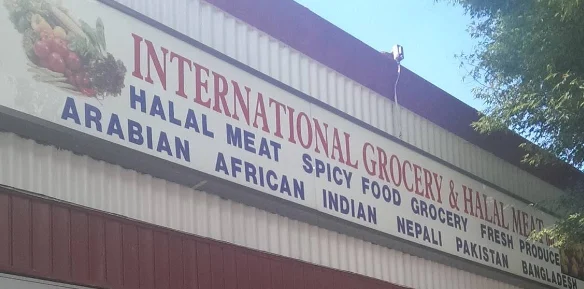 INTERNATIONAL GROCERY & HALAL MEAT
HALAL MEAT SPICY FOOD GROCERY FRESH PRODUCE
ARABIAN AFRICAN INDIAN NEPALI PAKISTAN BANGLADESH